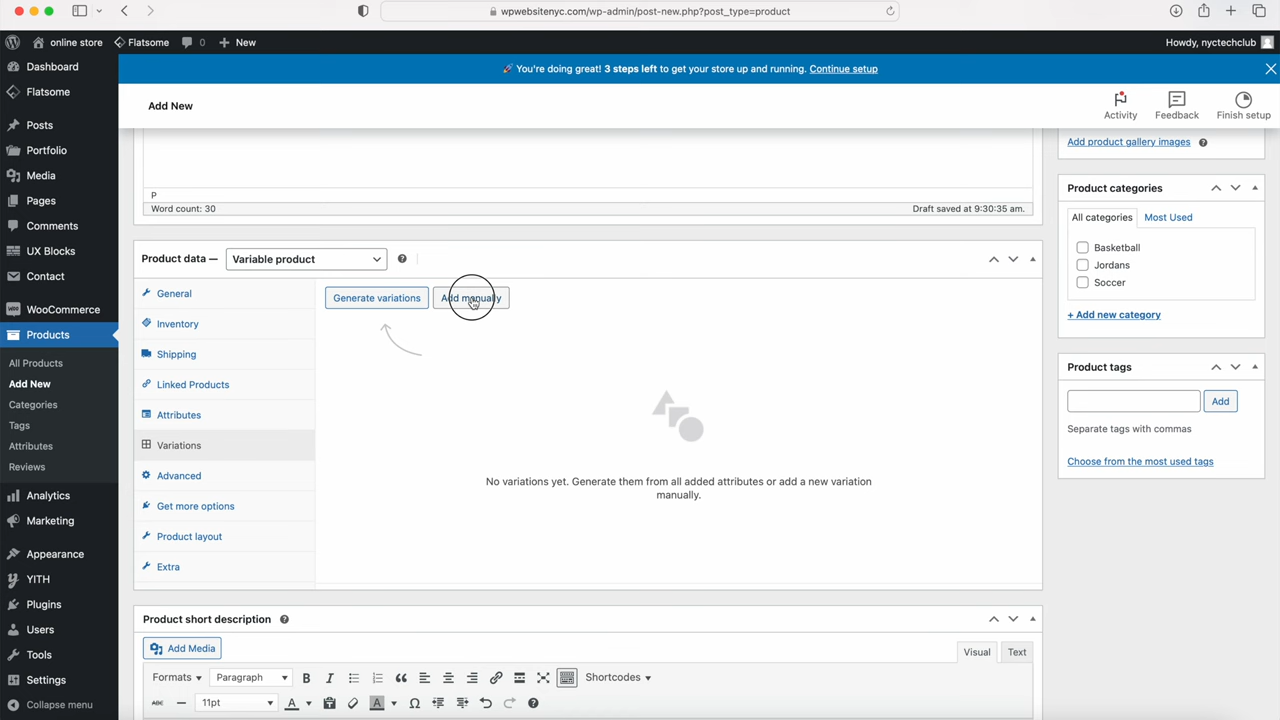 wpwebsitenyc.com/wp-admin/post-new.php?post_type=product
online store
Flatsome
0
New
Howdy, nyctechclub
Dashboard
Flatsome
Posts
Portfolio
Media
Pages
Comments
UX Blocks
Contact
WooCommerce
Products
All Products
Add New
Categories
Tags
Attributes
Reviews
Analytics
Marketing
Appearance
YITH
Plugins
Users
Tools
Settings
Collapse menu
🚀 You're doing great! 3 steps left to get your store up and running. Continue setup
Add New
Activity
Feedback
Finish setup
P
Word count: 30
Draft saved at 9:30:35 am.
Product data —
Variable product
General
Inventory
Shipping
Linked Products
Attributes
Variations
Advanced
Get more options
Product layout
Extra
Generate variations
Add manually
No variations yet. Generate them from all added attributes or add a new variation
manually.
Product short description
Add Media
Visual
Text
Formats
Paragraph
B
I
Shortcodes
ABC
11pt
A
A
Add product gallery images
Product categories
All categories
Most Used
Basketball
Jordans
Soccer
+ Add new category
Product tags
Add
Separate tags with commas
Choose from the most used tags